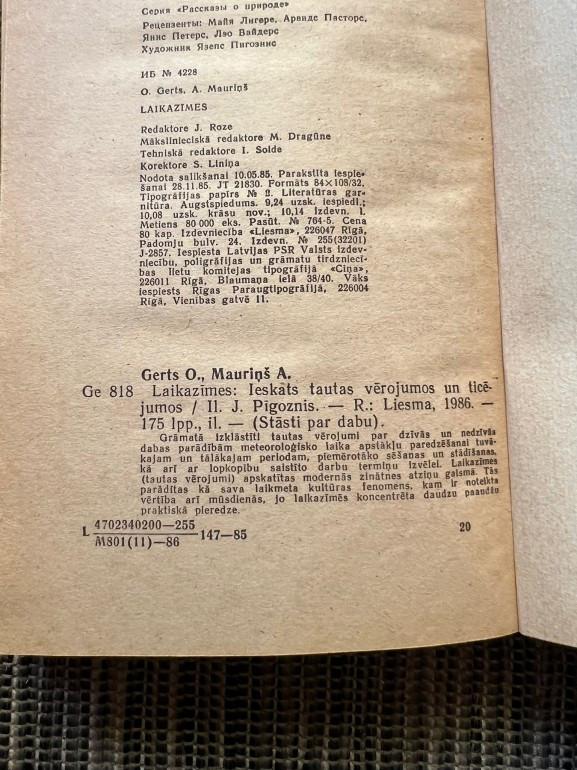 Серия «Рассказы о природе»
Рецензенты: Майя Лигере, Арвидс Пасторс,
Янис Петерс, Лэо Вайдерс
Художник Язепс Пигознис
ИБ № 4228
O. Gerts, A. Mauriņš
LAIKAZĪMES
Redaktore J. Roze
Mākslinieciskā redaktore M. Dragūne
Tehniskā redaktore I. Soide
Korektore S. Liniņa
Nodota salikšanai 10.05.85. Parakstīta iespie-
šanai 28.11.85. JT 21830. Formāts 84×108/32.
Tipogrāfijas papīrs № 2. Literatūras gar-
nitūra. Augstspiedums. 9,24 uzsk. iespiedl.;
10,08 uzsk. krāsu nov.; 10,14 izdevn. l.
Metiens 80 000 eks. Pasūt. № 764-5. Cena
80 kap. Izdevniecība «Liesma», 226047 Rīgā,
Padomju bulv. 24. Izdevn. № 255(32201)
J-2857. Iespiesta Latvijas PSR Valsts izdev-
niecību, poligrāfijas un grāmatu tirdzniec-
ības lietu komitejas tipogrāfijā «Cīņa»,
226011 Rīgā, Blaumaņa ielā 38/40. Vāks
iespiests Rīgas Paraugtipogrāfijā, 226004
Rīgā, Vienības gatvē 11.
Gerts O., Mauriņš A.
Ge 818 Laikazīmes: Ieskats tautas vērojumos un ticē-
jumos / Il. J. Pigoznis. — R.: Liesma, 1986. —
175 lpp., il. — (Stāsti par dabu).
Grāmatā izklāstīti tautas vērojumi par dzīvās un nedzīvās
dabas parādībām meteoroloģisko laika apstākļu paredzēšanai tuvā-
kajam un tālākajam periodam, piemērotāko sēšanas un stādīšanas,
kā arī ar lopkopību saistīto darbu termiņu izvēlei. Laikazīmes
(tautas vērojumi) apskatītas modernās zinātnes atziņu gaismā. Tās
parādītas kā sava laikmeta kultūras fenomens, kam ir noteikta
vērtība arī mūsdienās, jo laikazīmēs koncentrēta daudzu paaudžu
praktiskā pieredze.
L 4702340200—255
M801(11)—86 147—85 20